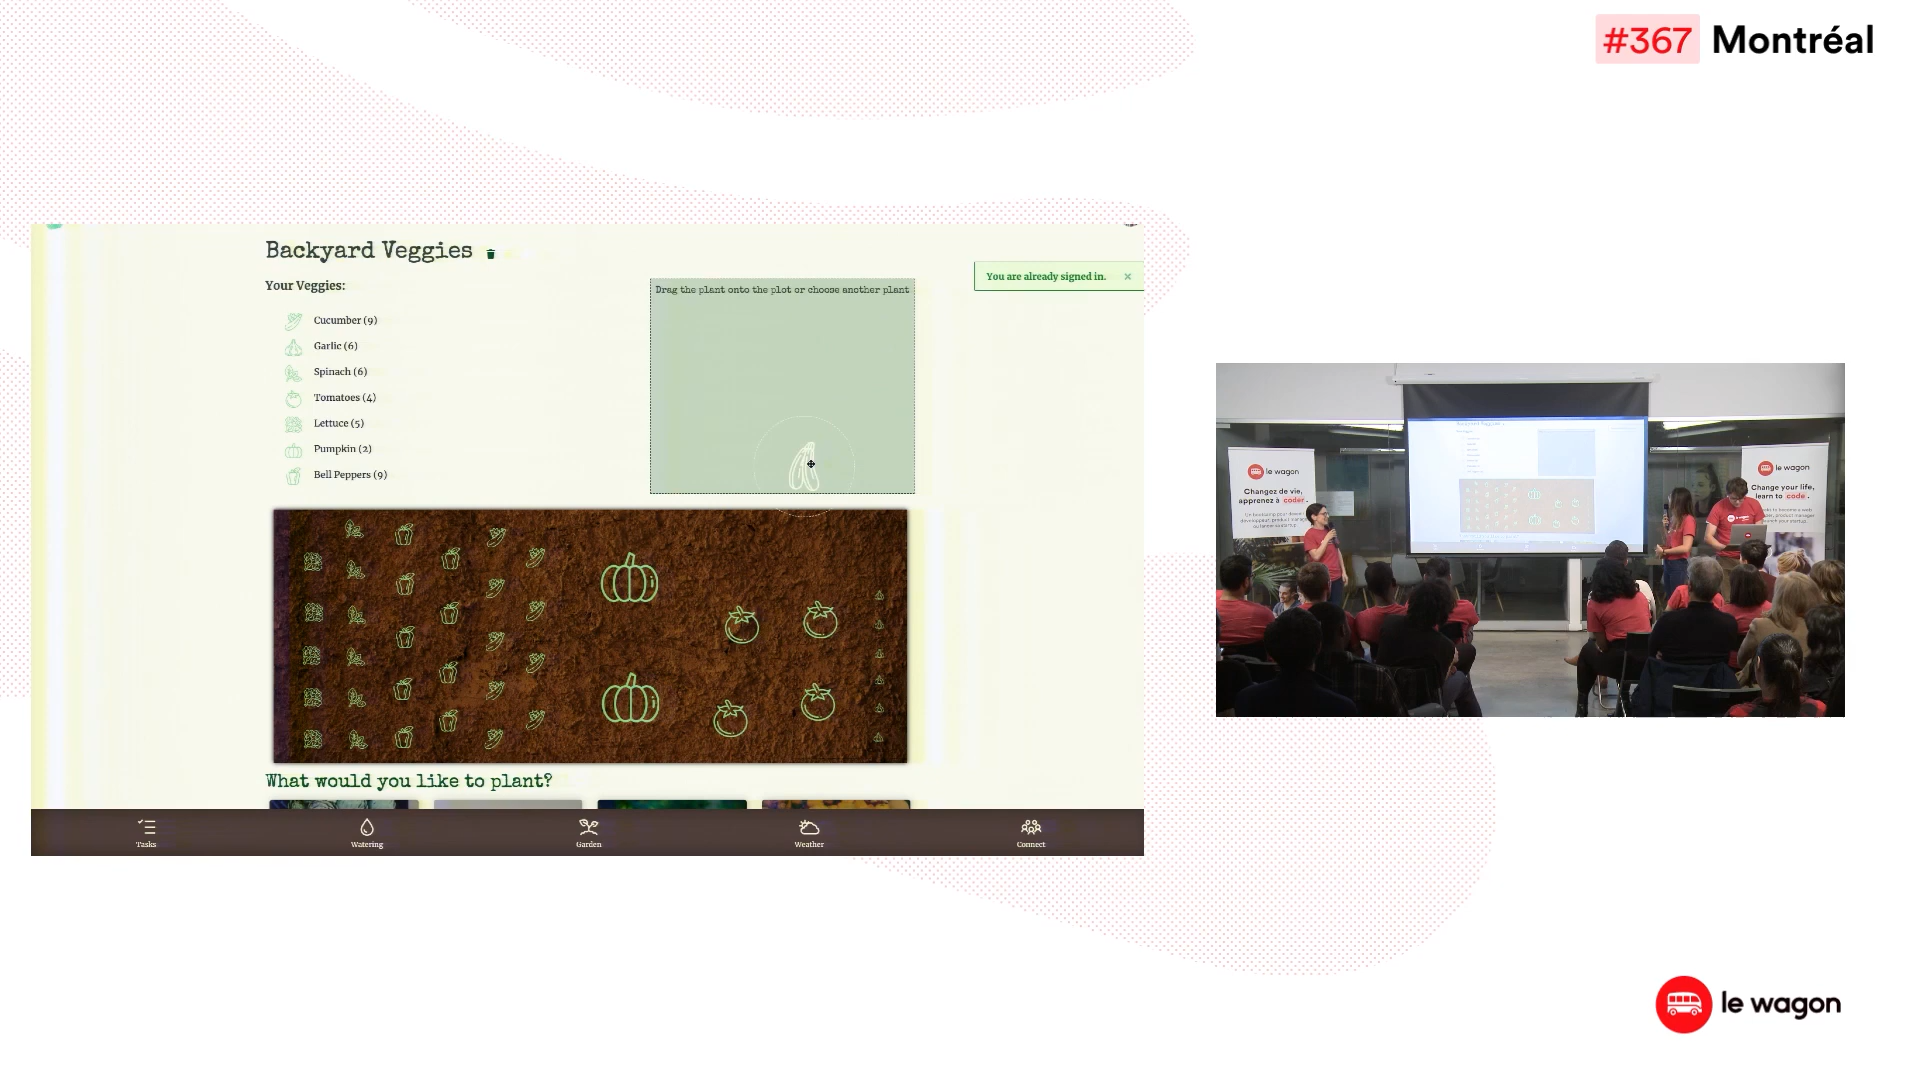 #367 Montréal
Backyard Veggies
You are already signed in. ×
Your Veggies:
Drag the plant onto the plot or choose another plant
Cucumber (9)
Garlic (6)
Spinach (6)
Tomatoes (4)
Lettuce (5)
Pumpkin (2)
Bell Peppers (9)
What would you like to plant?
Tasks
Watering
Garden
Weather
Connect
le wagon
Changez de vie,
apprenez à coder.
le wagon
Change your life,
learn to code.
le wagon